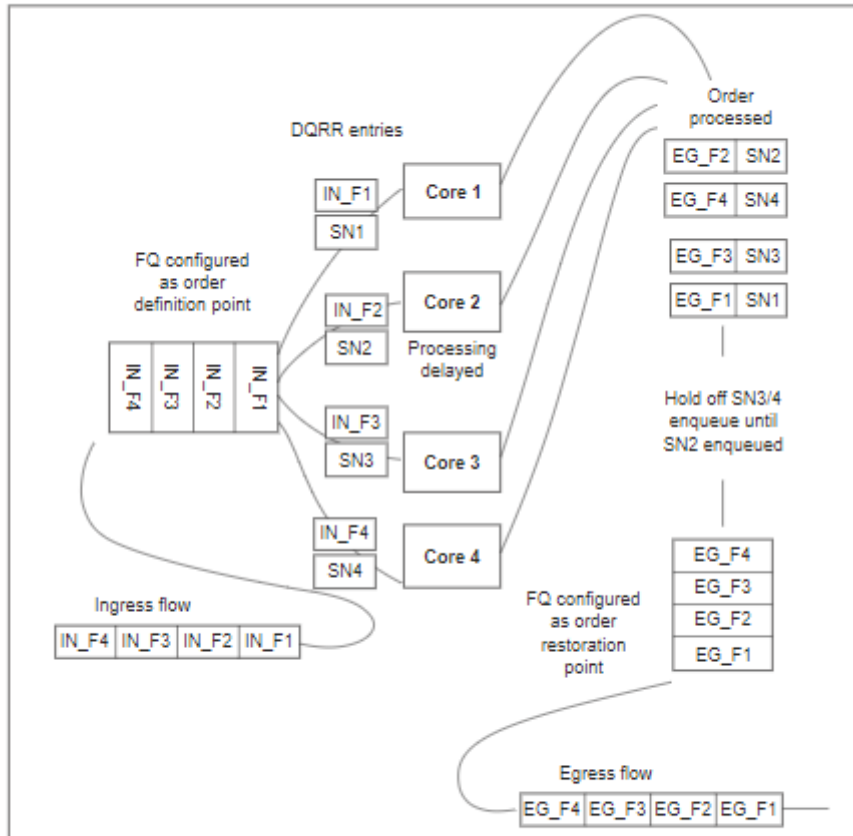 Order
processed
DQRR entries
EG_F2 SN2
IN_F1
Core 1
EG_F4 SN4
SN1
FQ configured
as order
definition point
EG_F3 SN3
EG_F1 SN1
IN_F2
Core 2
SN2
Processing
delayed
IN_F4 IN_F3 IN_F2 IN_F1
Hold off SN3/4
enqueue until
SN2 enqueued
IN_F3
SN3
Core 3
IN_F4
Core 4
SN4
EG_F4
EG_F3
EG_F2
EG_F1
FQ configured
as order
restoration
point
Ingress flow
IN_F4 IN_F3 IN_F2 IN_F1
Egress flow
EG_F4 EG_F3 EG_F2 EG_F1